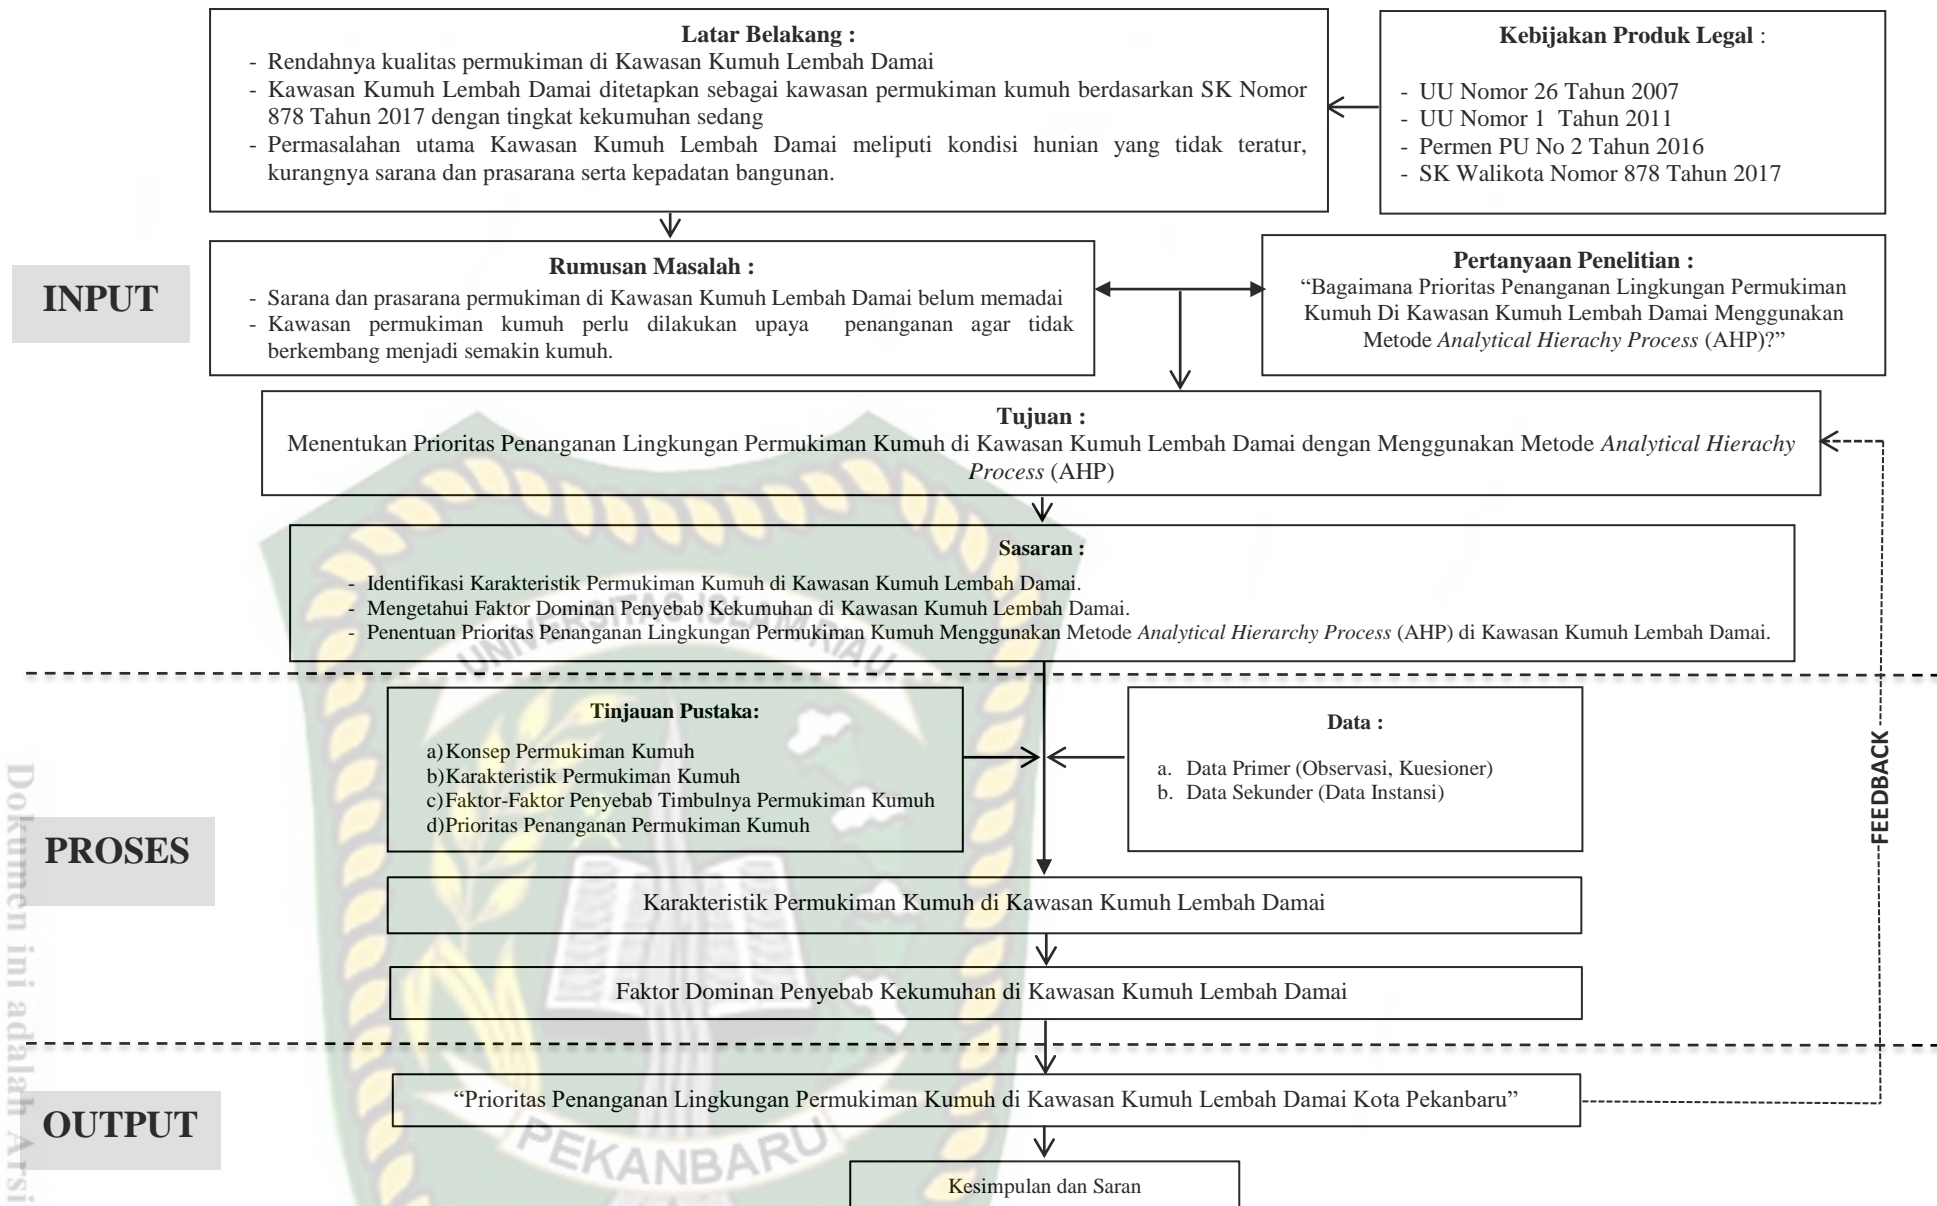 Latar Belakang :
- Rendahnya kualitas permukiman di Kawasan Kumuh Lembah Damai
- Kawasan Kumuh Lembah Damai ditetapkan sebagai kawasan permukiman kumuh berdasarkan SK Nomor
878 Tahun 2017 dengan tingkat kekumuhan sedang
- Permasalahan utama Kawasan Kumuh Lembah Damai meliputi kondisi hunian yang tidak teratur,
kurangnya sarana dan prasarana serta kepadatan bangunan.
Kebijakan Produk Legal :
- UU Nomor 26 Tahun 2007
- UU Nomor 1 Tahun 2011
- Permen PU No 2 Tahun 2016
- SK Walikota Nomor 878 Tahun 2017
INPUT
Rumusan Masalah :
- Sarana dan prasarana permukiman di Kawasan Kumuh Lembah Damai belum memadai
- Kawasan permukiman kumuh perlu dilakukan upaya penanganan agar tidak
berkembang menjadi semakin kumuh.
Pertanyaan Penelitian :
“Bagaimana Prioritas Penanganan Lingkungan Permukiman
Kumuh Di Kawasan Kumuh Lembah Damai Menggunakan
Metode Analytical Hierachy Process (AHP)?”
Tujuan :
Menentukan Prioritas Penanganan Lingkungan Permukiman Kumuh di Kawasan Kumuh Lembah Damai dengan Menggunakan Metode Analytical Hierachy
Process (AHP)
Sasaran :
- Identifikasi Karakteristik Permukiman Kumuh di Kawasan Kumuh Lembah Damai.
- Mengetahui Faktor Dominan Penyebab Kekumuhan di Kawasan Kumuh Lembah Damai.
- Penentuan Prioritas Penanganan Lingkungan Permukiman Kumuh Menggunakan Metode Analytical Hierarchy Process (AHP) di Kawasan Kumuh Lembah Damai.
UNIVERSITAS ISLAM RIAU
PROSES
Tinjauan Pustaka:
a)Konsep Permukiman Kumuh
b)Karakteristik Permukiman Kumuh
c)Faktor-Faktor Penyebab Timbulnya Permukiman Kumuh
d)Prioritas Penanganan Permukiman Kumuh
Data :
a. Data Primer (Observasi, Kuesioner)
b. Data Sekunder (Data Instansi)
FEEDBACK
Karakteristik Permukiman Kumuh di Kawasan Kumuh Lembah Damai
Faktor Dominan Penyebab Kekumuhan di Kawasan Kumuh Lembah Damai
OUTPUT
“Prioritas Penanganan Lingkungan Permukiman Kumuh di Kawasan Kumuh Lembah Damai Kota Pekanbaru”
PEKANBARU
Kesimpulan dan Saran
Dokumen ini adalah Arsi